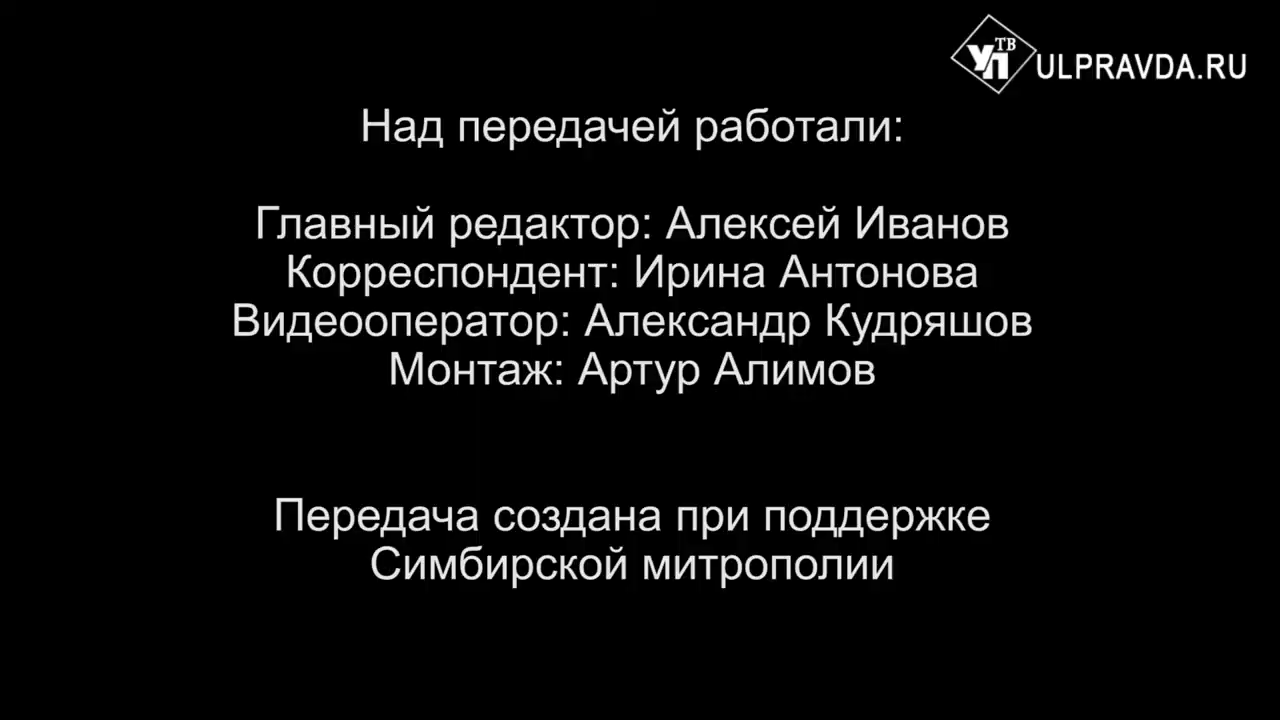 УП ТВ ULPRAVDA.RU
Над передачей работали:
Главный редактор: Алексей Иванов
Корреспондент: Ирина Антонова
Видеооператор: Александр Кудряшов
Монтаж: Артур Алимов
Передача создана при поддержке
Симбирской митрополии